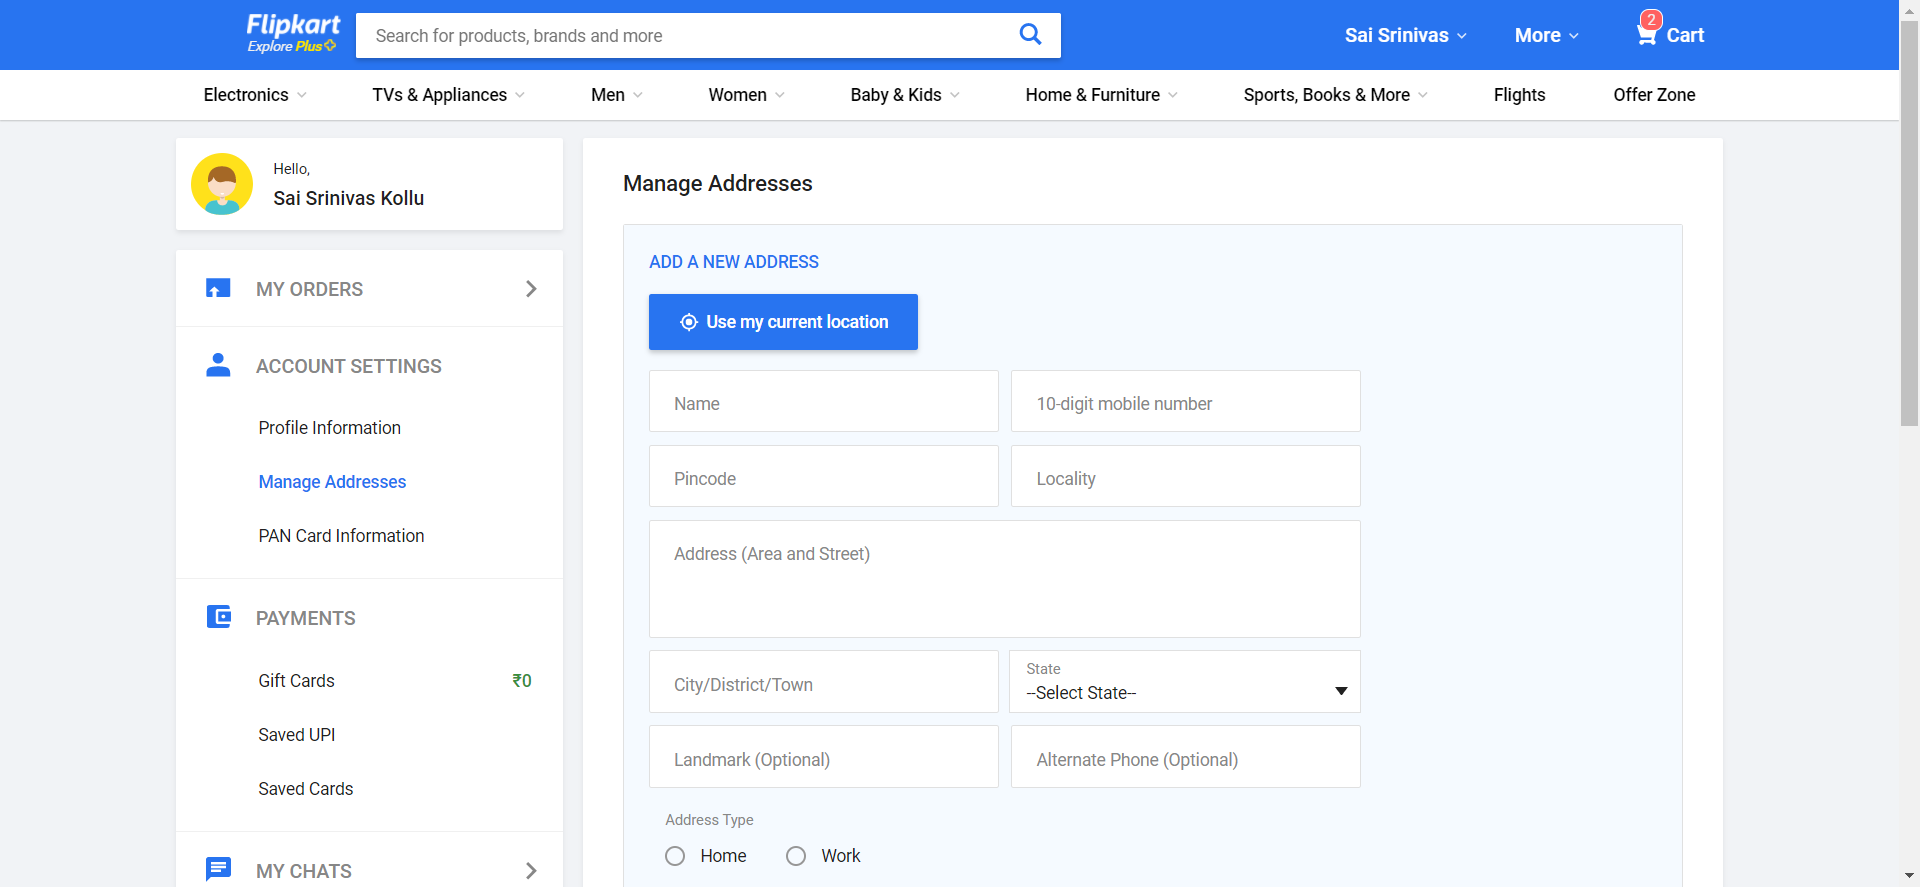 Flipkart
Explore Plus
Search for products, brands and more
Sai Srinivas
More
2
Cart
Electronics
TVs & Appliances
Men
Women
Baby & Kids
Home & Furniture
Sports, Books & More
Flights
Offer Zone
Hello,
Sai Srinivas Kollu
MY ORDERS
ACCOUNT SETTINGS
Profile Information
Manage Addresses
PAN Card Information
PAYMENTS
Gift Cards
₹0
Saved UPI
Saved Cards
MY CHATS
Manage Addresses
ADD A NEW ADDRESS
Use my current location
Name
10-digit mobile number
Pincode
Locality
Address (Area and Street)
City/District/Town
State
--Select State--
Landmark (Optional)
Alternate Phone (Optional)
Address Type
Home
Work